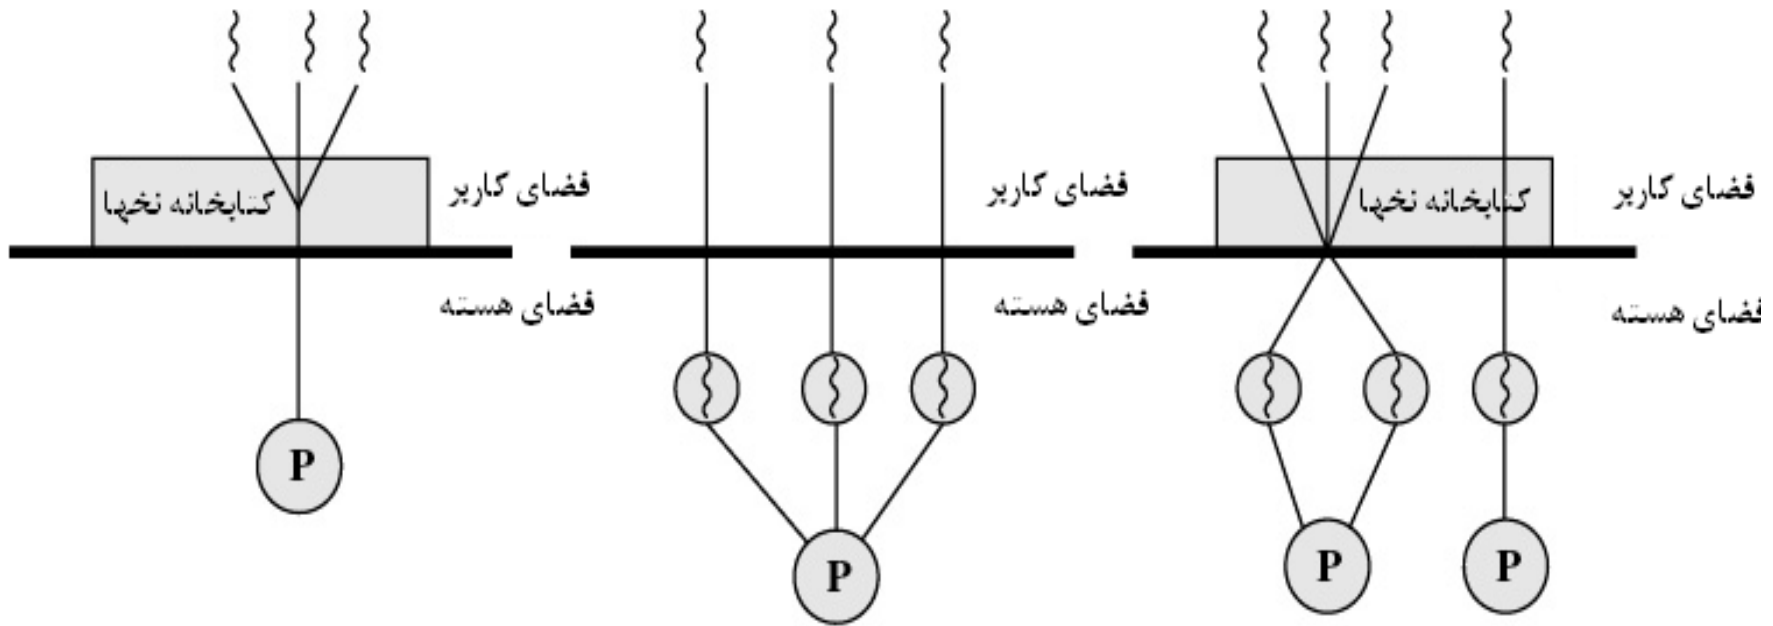 کتابخانه نخها
فضای کاربر
فضای هسته
P
فضای کاربر
فضای هسته
P
کتابخانه نخها
فضای کاربر
فضای هسته
P
P